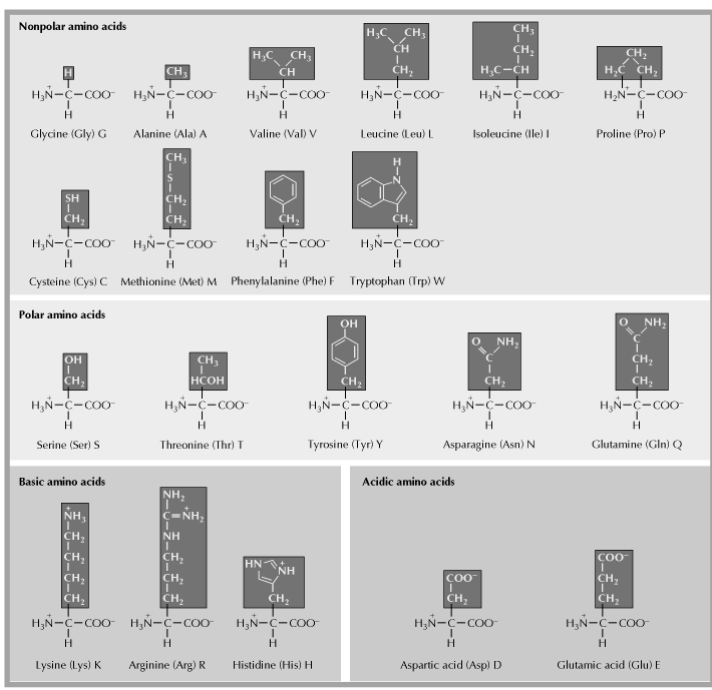 Nonpolar amino acids
H
CH₃
H₃C CH₃
CH
H₃C CH₃
CH
CH₂
CH₃
CH₂
H₃C–CH
CH₂
H₂C CH₂
H₃N⁺–C–COO⁻
H
H₃N⁺–C–COO⁻
H
H₃N⁺–C–COO⁻
H
H₃N⁺–C–COO⁻
H
H₃N⁺–C–COO⁻
H
H₂N⁺–C–COO⁻
H
Glycine (Gly) G
Alanine (Ala) A
Valine (Val) V
Leucine (Leu) L
Isoleucine (Ile) I
Proline (Pro) P
SH
CH₂
CH₃
S
CH₂
CH₂
CH₂
H
N
CH₂
H₃N⁺–C–COO⁻
H
H₃N⁺–C–COO⁻
H
H₃N⁺–C–COO⁻
H
H₃N⁺–C–COO⁻
H
Cysteine (Cys) C
Methionine (Met) M
Phenylalanine (Phe) F
Tryptophan (Trp) W
Polar amino acids
OH
CH₂
CH₃
HCOH
OH
CH₂
O NH₂
C
CH₂
O NH₂
C
CH₂
CH₂
H₃N⁺–C–COO⁻
H
H₃N⁺–C–COO⁻
H
H₃N⁺–C–COO⁻
H
H₃N⁺–C–COO⁻
H
H₃N⁺–C–COO⁻
H
Serine (Ser) S
Threonine (Thr) T
Tyrosine (Tyr) Y
Asparagine (Asn) N
Glutamine (Gln) Q
Basic amino acids
⁺NH₃
CH₂
CH₂
CH₂
CH₂
NH₂
C=NH₂⁺
NH
CH₂
CH₂
CH₂
HN NH⁺
CH₂
H₃N⁺–C–COO⁻
H
H₃N⁺–C–COO⁻
H
H₃N⁺–C–COO⁻
H
Lysine (Lys) K
Arginine (Arg) R
Histidine (His) H
Acidic amino acids
COO⁻
CH₂
COO⁻
CH₂
CH₂
H₃N⁺–C–COO⁻
H
H₃N⁺–C–COO⁻
H
Aspartic acid (Asp) D
Glutamic acid (Glu) E